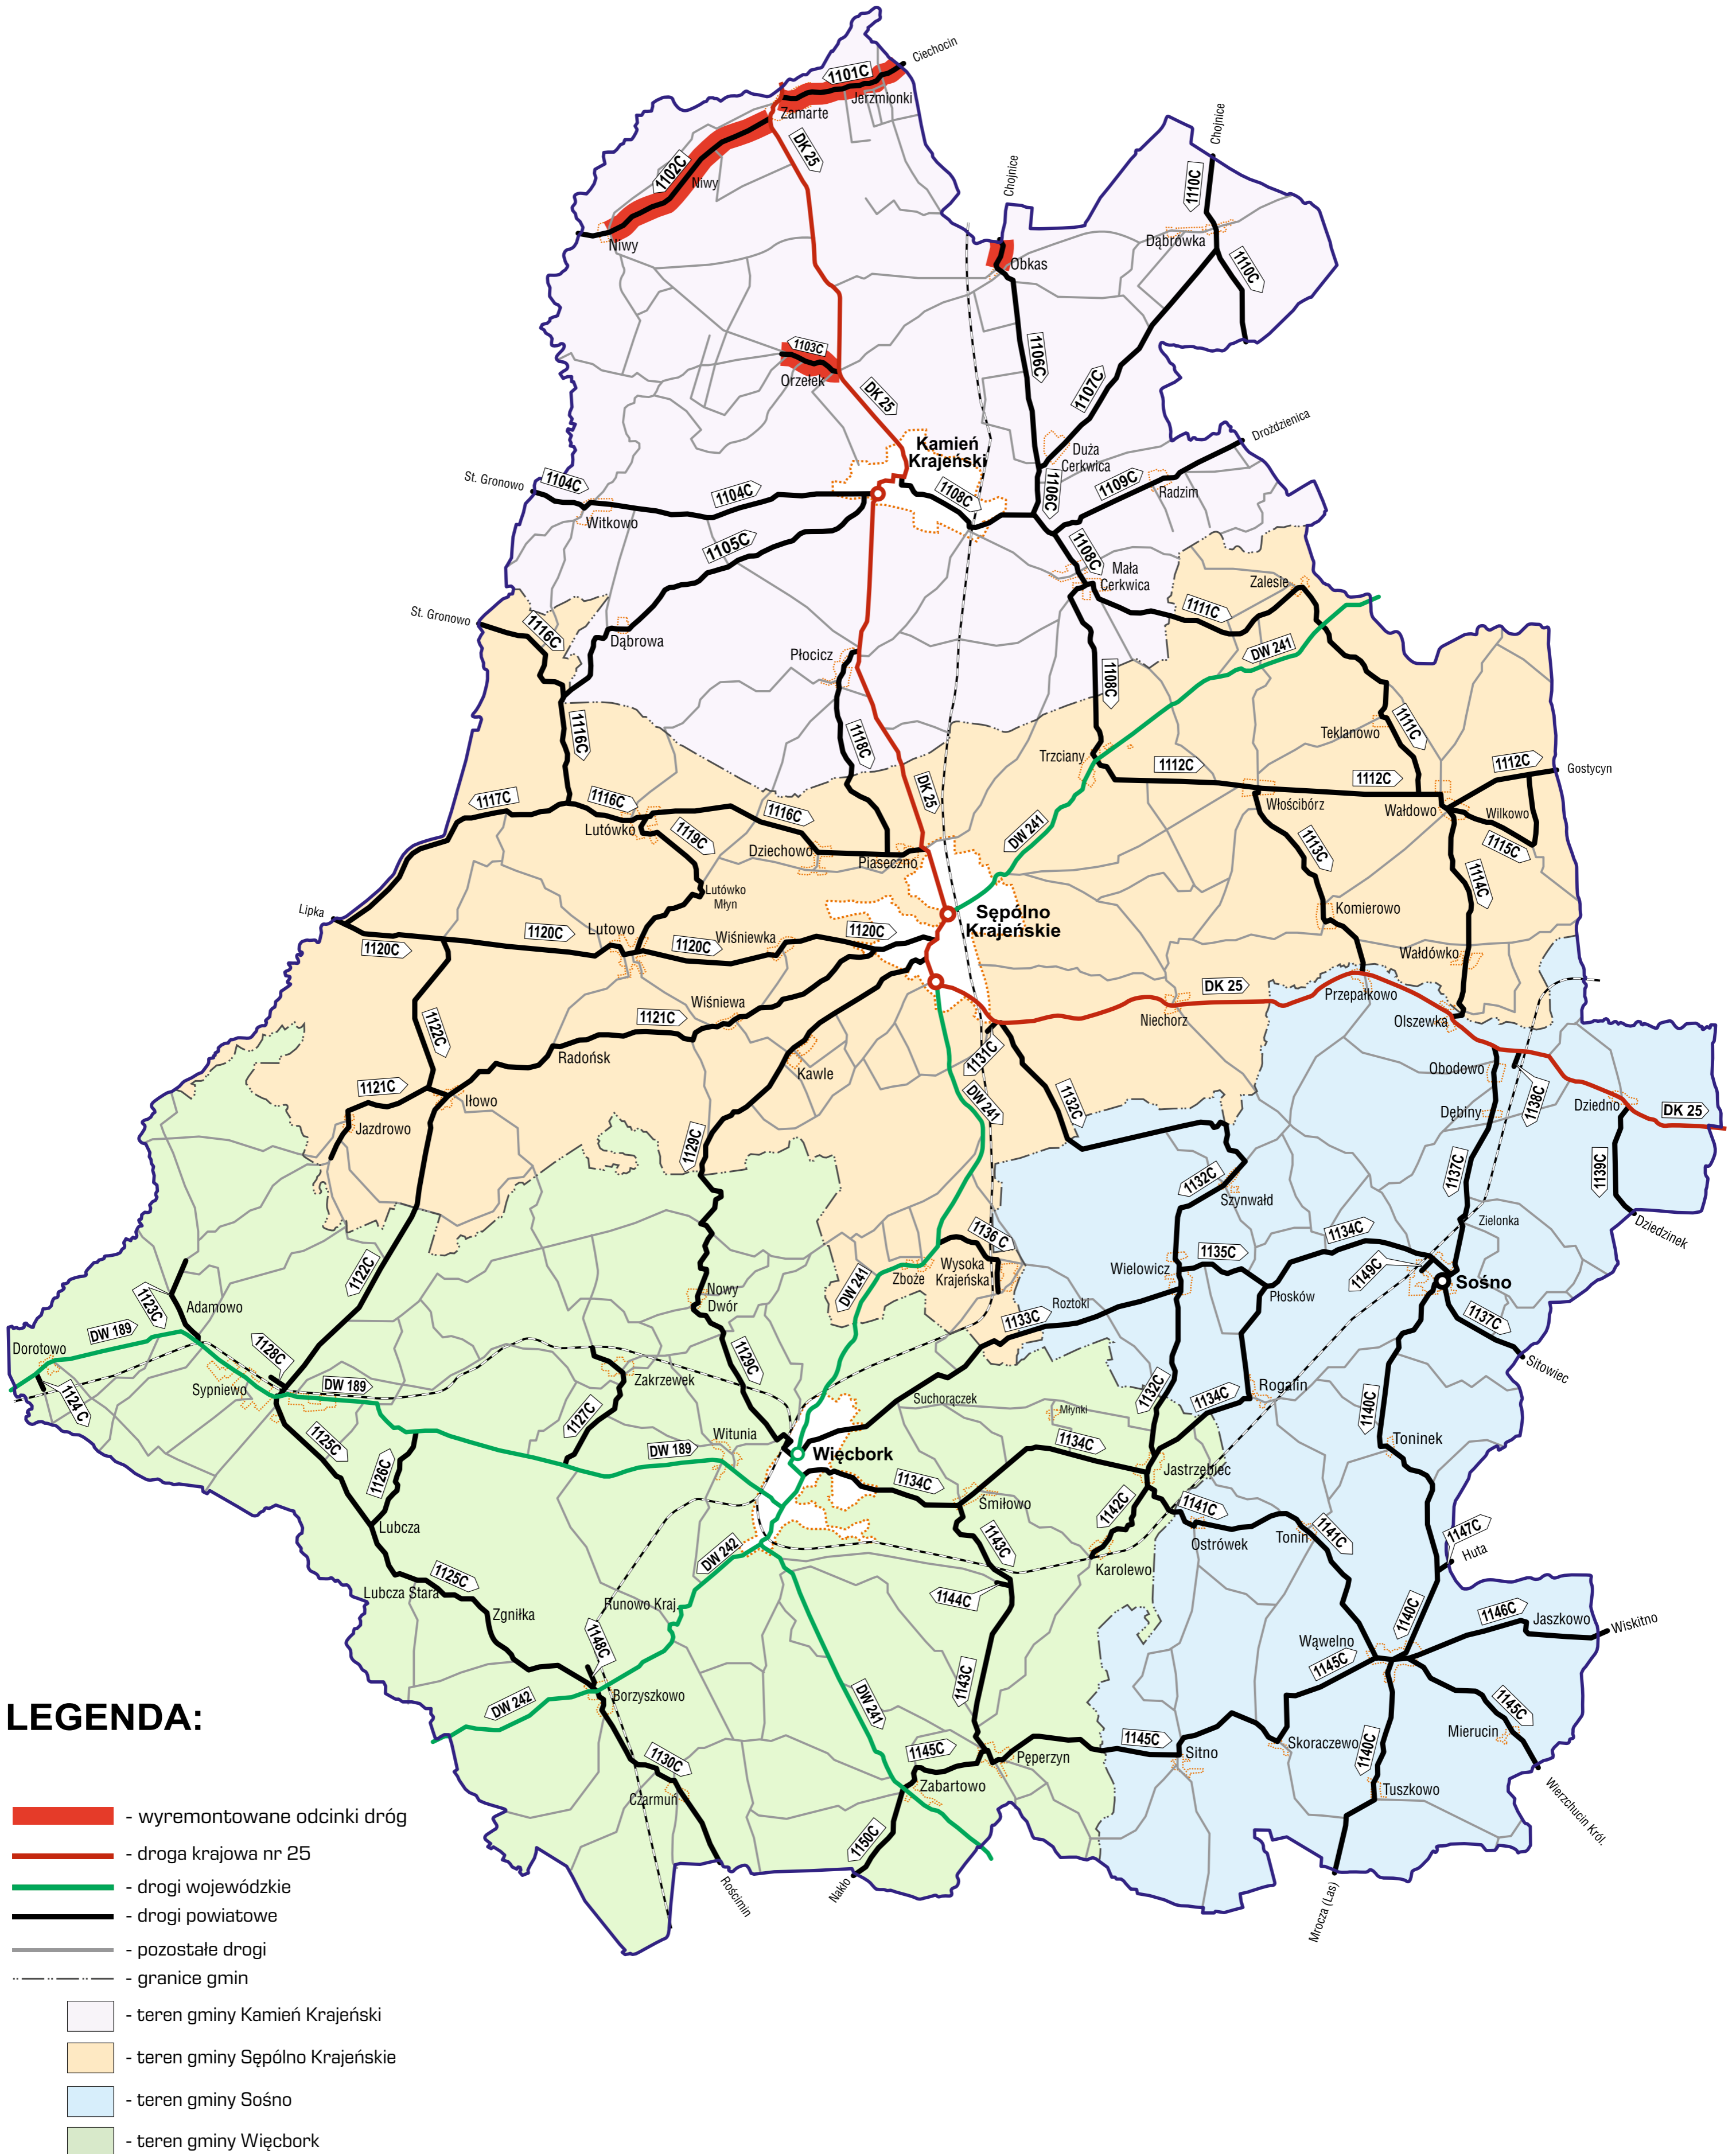 Ciechocin
1101C
Jerzmionki
Zamarte
DK 25
1102C
Niwy
Niwy
Chojnice
Chojnice
1110C
Dąbrówka
1110C
Obkas
1103C
Orzełek
DK 25
1106C
1107C
Kamień
Krajeński
Duża
Cerkwica
Drożdzienica
St. Gronowo
1104C
1104C
Witkowo
1108C
1106C
1109C
Radzim
1105C
1108C
Mała
Cerkwica
Zalesie
St. Gronowo
1116C
Dąbrowa
1111C
Płocicz
DW 241
1108C
1116C
1118C
Teklanowo
1111C
Trzciany
1112C
1112C
1112C
Gostycyn
DK 25
1117C
1116C
Lutówko
1116C
1119C
Dziechowo
Piaseczno
DW 241
Włościbórz
Wałdowo
Wilkowo
1113C
1115C
1114C
Lutówko
Młyn
Lipka
Sępólno
Krajeńskie
Komierowo
1120C
1120C
Lutowo
1120C
Wiśniewka
1120C
Wałdówko
DK 25
Przepałkowo
Wiśniewa
Niechorz
Olszewka
1121C
1122C
Radońsk
1131C
Kawle
Obodowo
1121C
Iłowo
DW 241
1132C
1138C
Dziedno
DK 25
Dębiny
Jazdrowo
1129C
1137C
1139C
1132C
Szynwałd
Zielonka
Dziedzinek
1136 C
1134C
1122C
Zboże
Wysoka
Krajeńska
1135C
Wielowicz
1149C
Sośno
1123C
Nowy
Dwór
DW 241
Roztoki
Płosków
Adamowo
1133C
1137C
DW 189
Dorotowo
1128C
1129C
Sitowiec
Sypniewo
DW 189
Zakrzewek
1124 C
Suchorączek
1132C
1134C
Rogalin
Młynki
1140C
1127C
1125C
Witunia
DW 189
1134C
Toninek
Więcbork
1126C
1134C
Jastrzębiec
Śmiłowo
1142C
1141C
Lubcza
1143C
Ostrówek
Tonin
1141C
1147C
Huta
DW 242
Karolewo
1125C
Lubcza Stara
1144C
Runowo Kraj.
Zgniłka
1140C
1146C
Jaszkowo
Wiskitno
1148C
Wąwelno
1145C
1143C
Borzyszkowo
DW 242
DW 241
1145C
Mierucin
1145C
1140C
Skoraczewo
1145C
Pęperzyn
Sitno
1130C
Zabartowo
Tuszkowo
Czarmuń
Wierzchucin Król.
1150C
Nakło
Rościmin
Mrocza (Las)
LEGENDA:
- wyremontowane odcinki dróg
- droga krajowa nr 25
- drogi wojewódzkie
- drogi powiatowe
- pozostałe drogi
- granice gmin
- teren gminy Kamień Krajeński
- teren gminy Sępólno Krajeńskie
- teren gminy Sośno
- teren gminy Więcbork